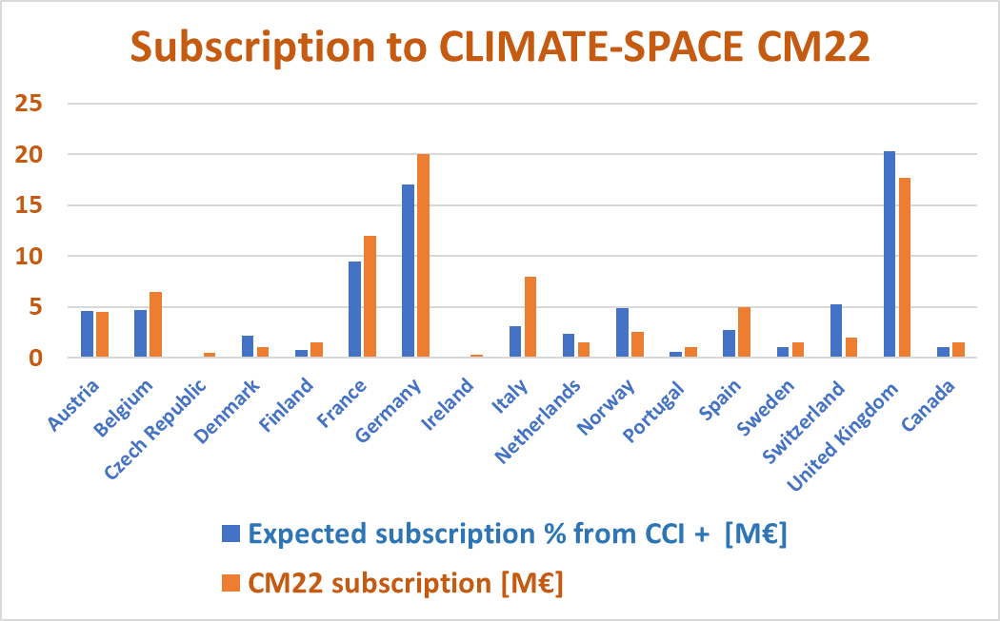 Subscription to CLIMATE-SPACE CM22
25
20
15
10
5
0
Austria
Belgium
Czech Republic
Denmark
Finland
France
Germany
Ireland
Italy
Netherlands
Norway
Portugal
Spain
Sweden
Switzerland
United Kingdom
Canada
Expected subscription % from CCI + [M€]
CM22 subscription [M€]